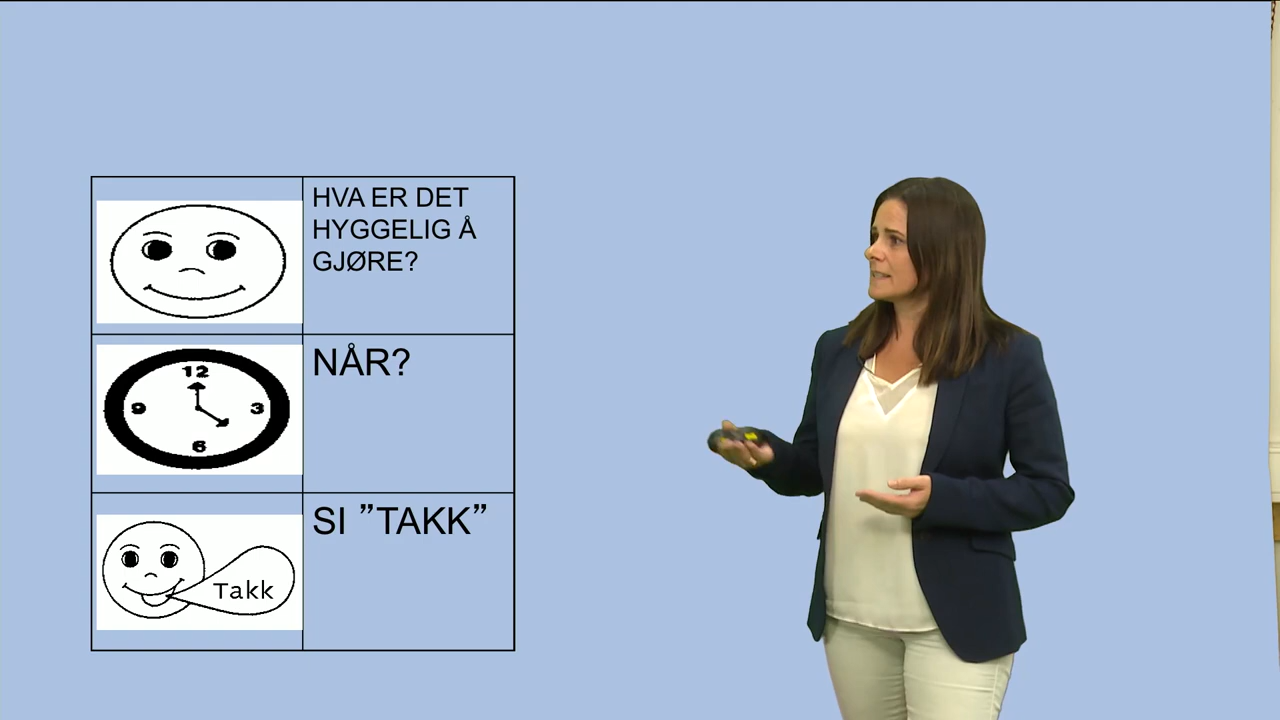 HVA ER DET
HYGGELIG Å
GJØRE?
12
9
3
6
NÅR?
Takk
SI ”TAKK”